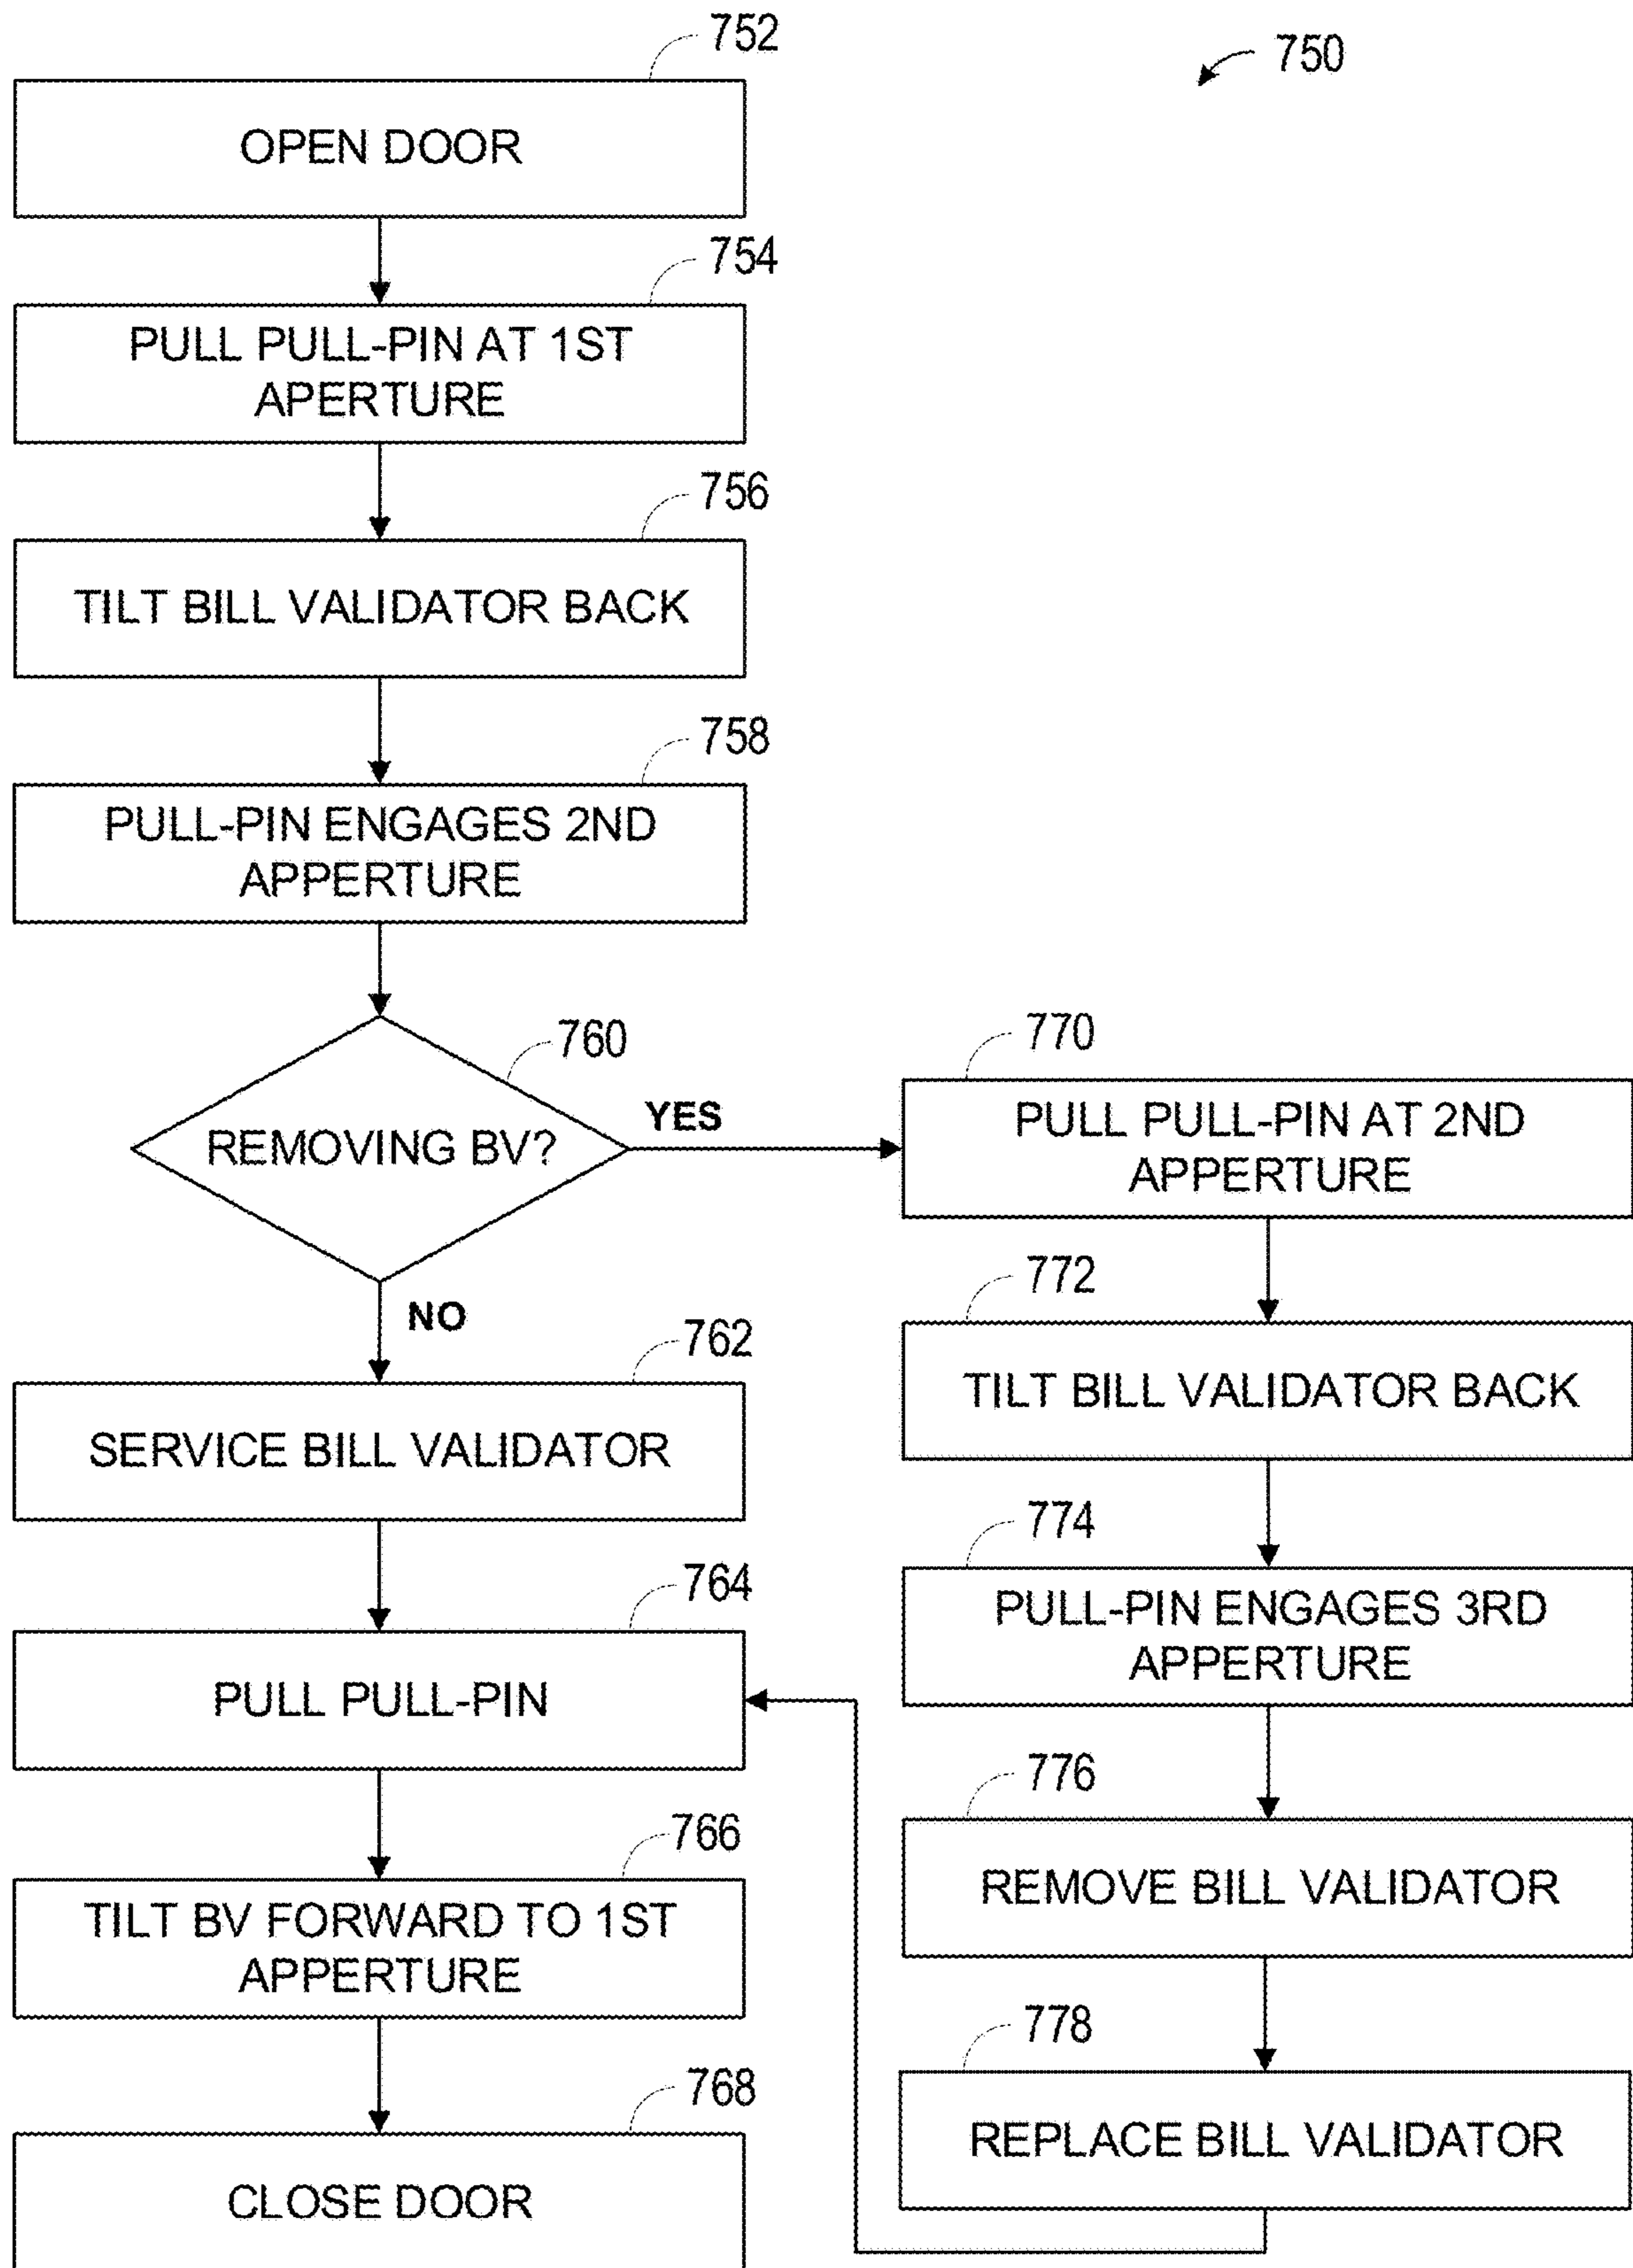 750
752
OPEN DOOR
754
PULL PULL-PIN AT 1ST
APERTURE
756
TILT BILL VALIDATOR BACK
758
PULL-PIN ENGAGES 2ND
APPERTURE
760
REMOVING BV?
YES
NO
762
SERVICE BILL VALIDATOR
764
PULL PULL-PIN
766
TILT BV FORWARD TO 1ST
APPERTURE
768
CLOSE DOOR
770
PULL PULL-PIN AT 2ND
APPERTURE
772
TILT BILL VALIDATOR BACK
774
PULL-PIN ENGAGES 3RD
APPERTURE
776
REMOVE BILL VALIDATOR
778
REPLACE BILL VALIDATOR